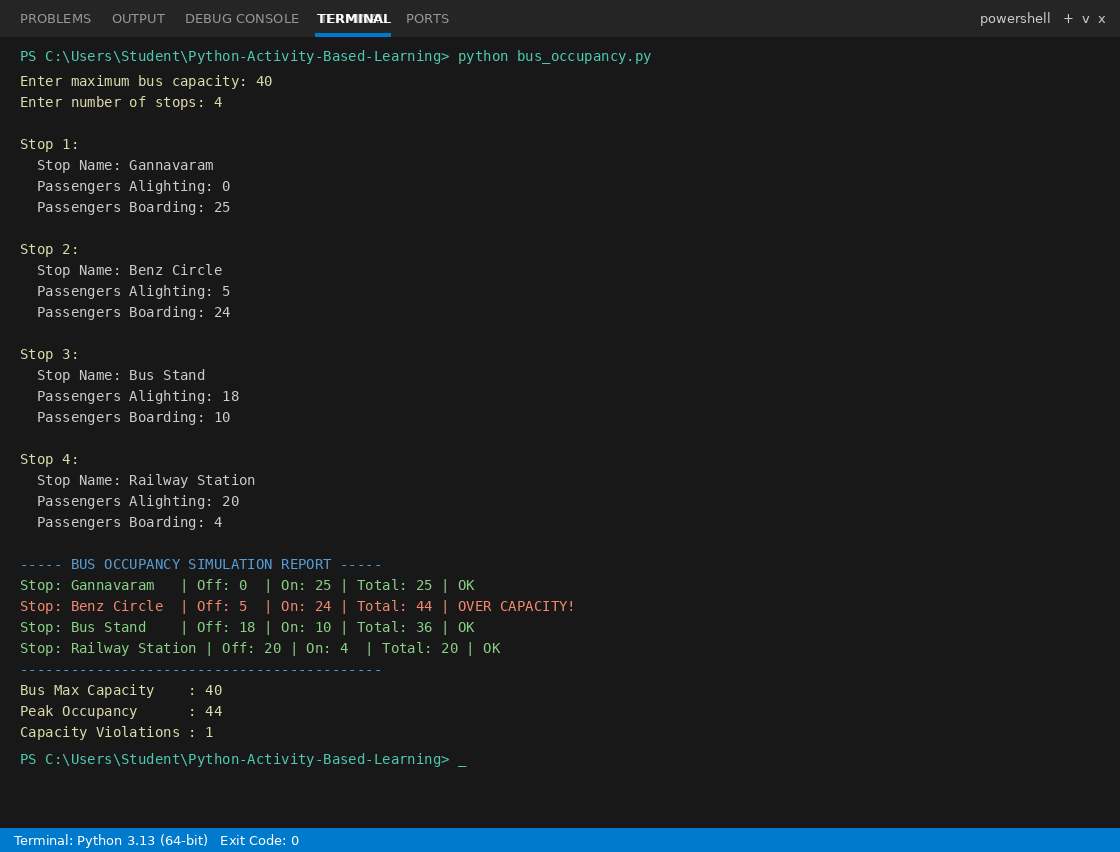 PROBLEMS OUTPUT DEBUG CONSOLE TERMINAL PORTS powershell + v x
PS C:\Users\Student\Python-Activity-Based-Learning> python bus_occupancy.py
Enter maximum bus capacity: 40
Enter number of stops: 4
Stop 1:
  Stop Name: Gannavaram
  Passengers Alighting: 0
  Passengers Boarding: 25
Stop 2:
  Stop Name: Benz Circle
  Passengers Alighting: 5
  Passengers Boarding: 24
Stop 3:
  Stop Name: Bus Stand
  Passengers Alighting: 18
  Passengers Boarding: 10
Stop 4:
  Stop Name: Railway Station
  Passengers Alighting: 20
  Passengers Boarding: 4
----- BUS OCCUPANCY SIMULATION REPORT -----
Stop: Gannavaram   | Off: 0  | On: 25 | Total: 25 | OK
Stop: Benz Circle  | Off: 5  | On: 24 | Total: 44 | OVER CAPACITY!
Stop: Bus Stand    | Off: 18 | On: 10 | Total: 36 | OK
Stop: Railway Station | Off: 20 | On: 4  | Total: 20 | OK
-------------------------------------------
Bus Max Capacity    : 40
Peak Occupancy      : 44
Capacity Violations : 1
PS C:\Users\Student\Python-Activity-Based-Learning> _
Terminal: Python 3.13 (64-bit)   Exit Code: 0